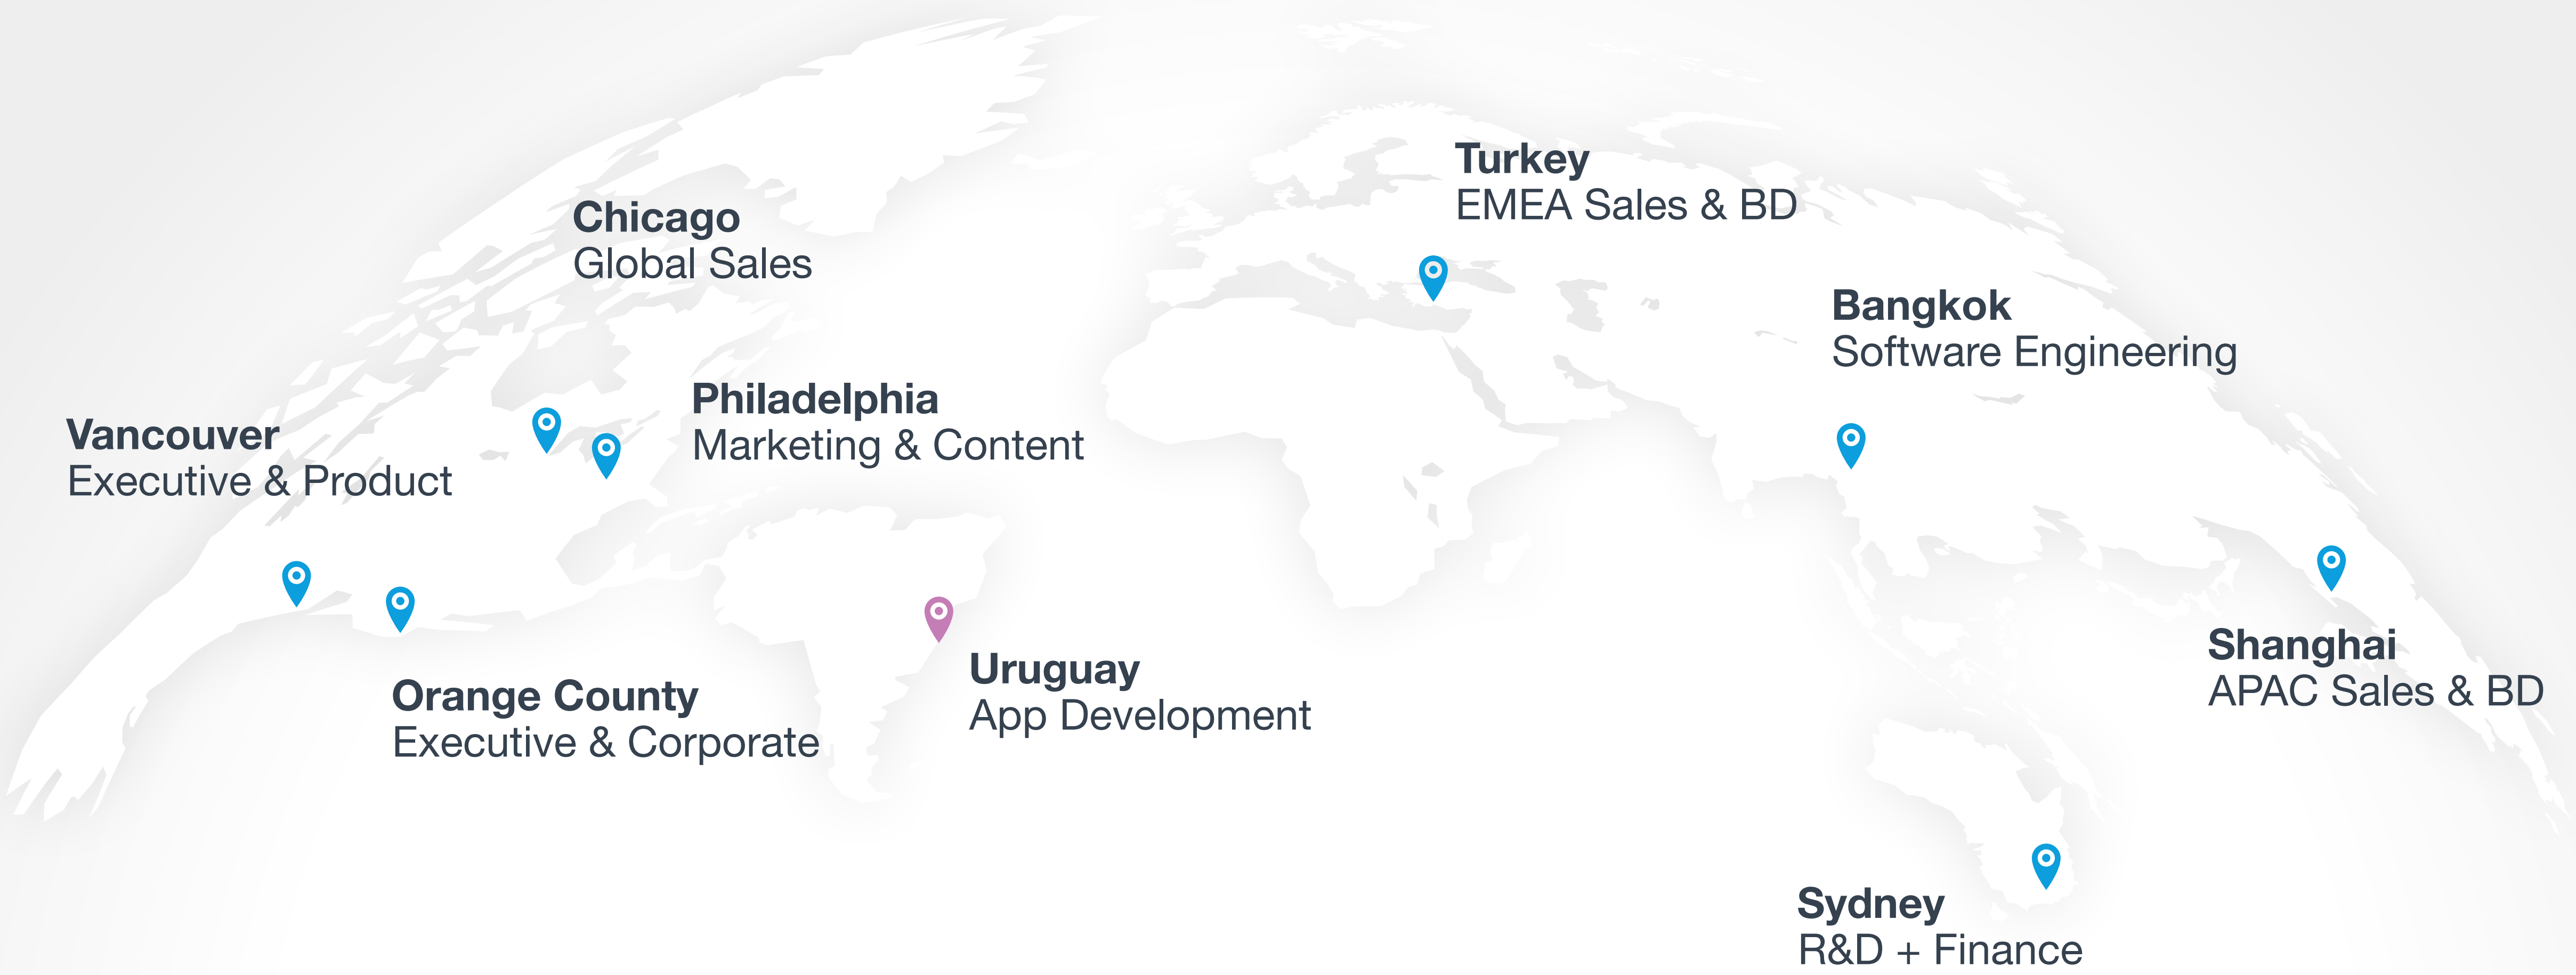 Turkey
EMEA Sales & BD
Chicago
Global Sales
Bangkok
Software Engineering
Philadelphia
Marketing & Content
Vancouver
Executive & Product
Shanghai
APAC Sales & BD
Uruguay
App Development
Orange County
Executive & Corporate
Sydney
R&D + Finance